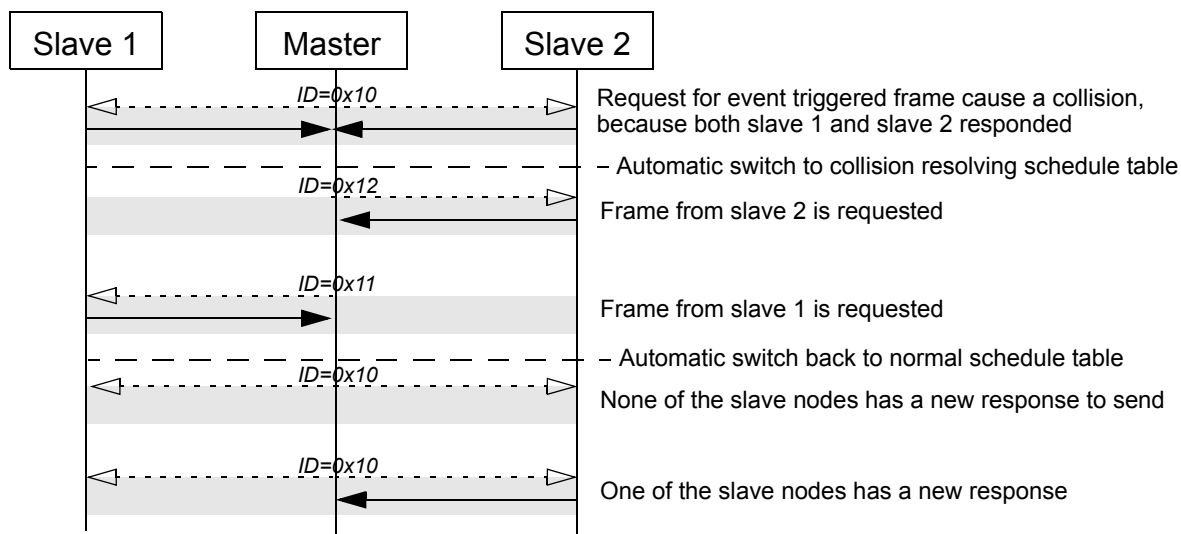 Slave 1
Master
Slave 2
ID=0x10
Request for event triggered frame cause a collision,
because both slave 1 and slave 2 responded
Automatic switch to collision resolving schedule table
ID=0x12
Frame from slave 2 is requested
ID=0x11
Frame from slave 1 is requested
Automatic switch back to normal schedule table
ID=0x10
None of the slave nodes has a new response to send
ID=0x10
One of the slave nodes has a new response